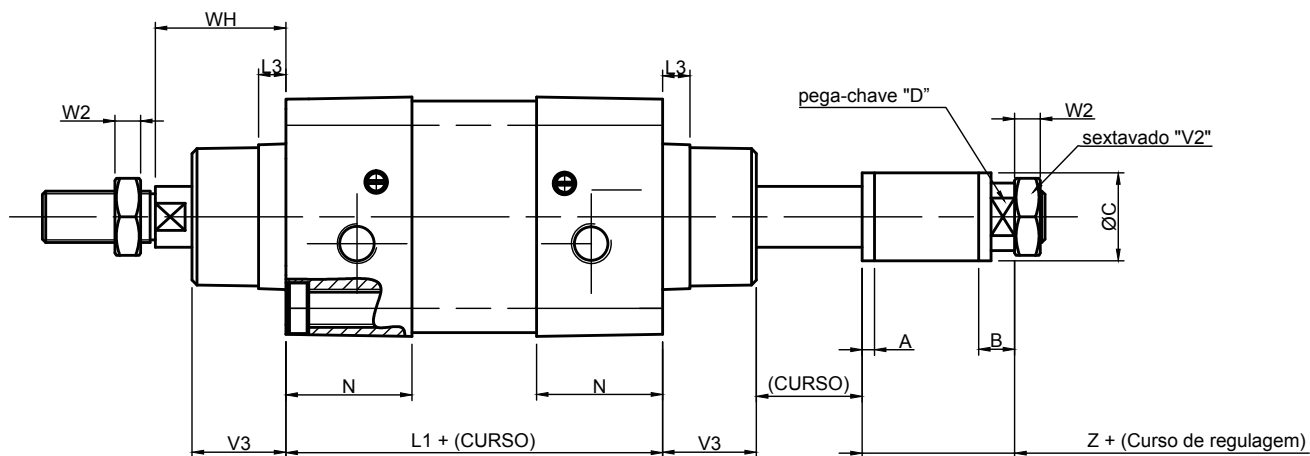 WH
L3
L3
W2
pega-chave "D"
W2
sextavado "V2"
ØC
A
B
N
N
(CURSO)
V3
L1 + (CURSO)
V3
Z + (Curso de regulagem)